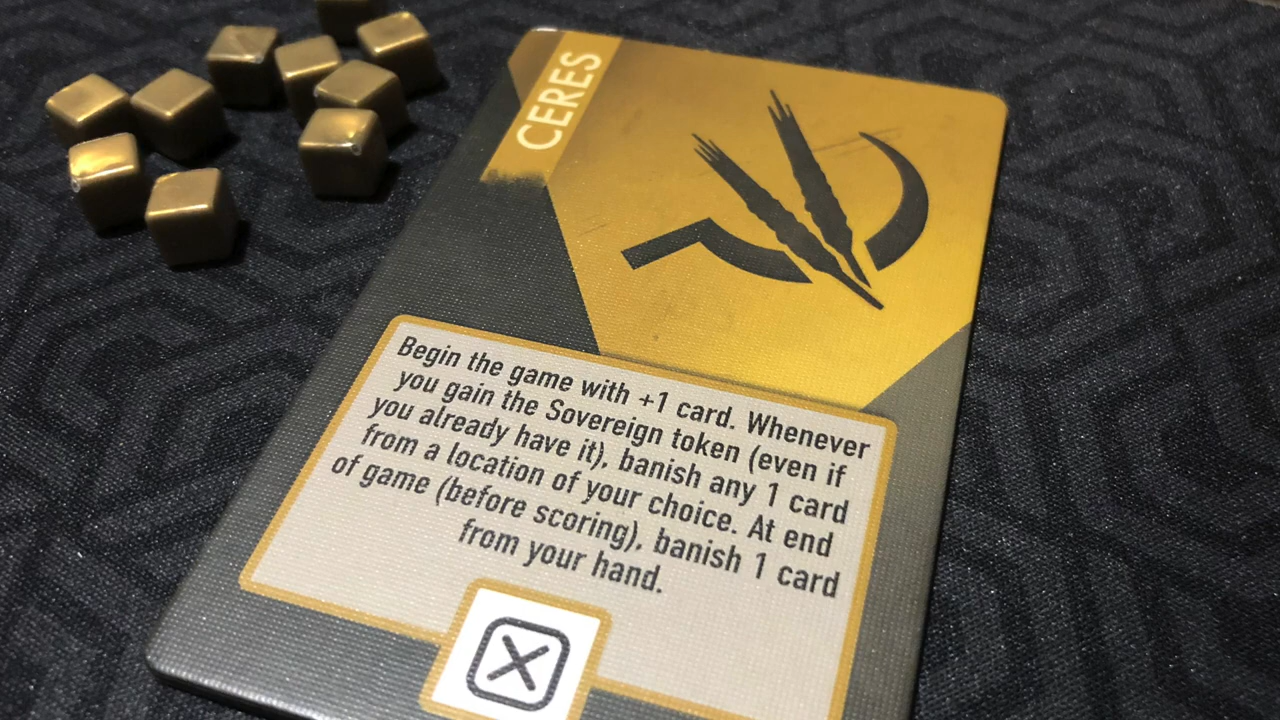 CERES
Begin the game with +1 card. Whenever
you gain the Sovereign token (even if
you already have it), banish any 1 card
from a location of your choice. At end
of game (before scoring), banish 1 card
from your hand.